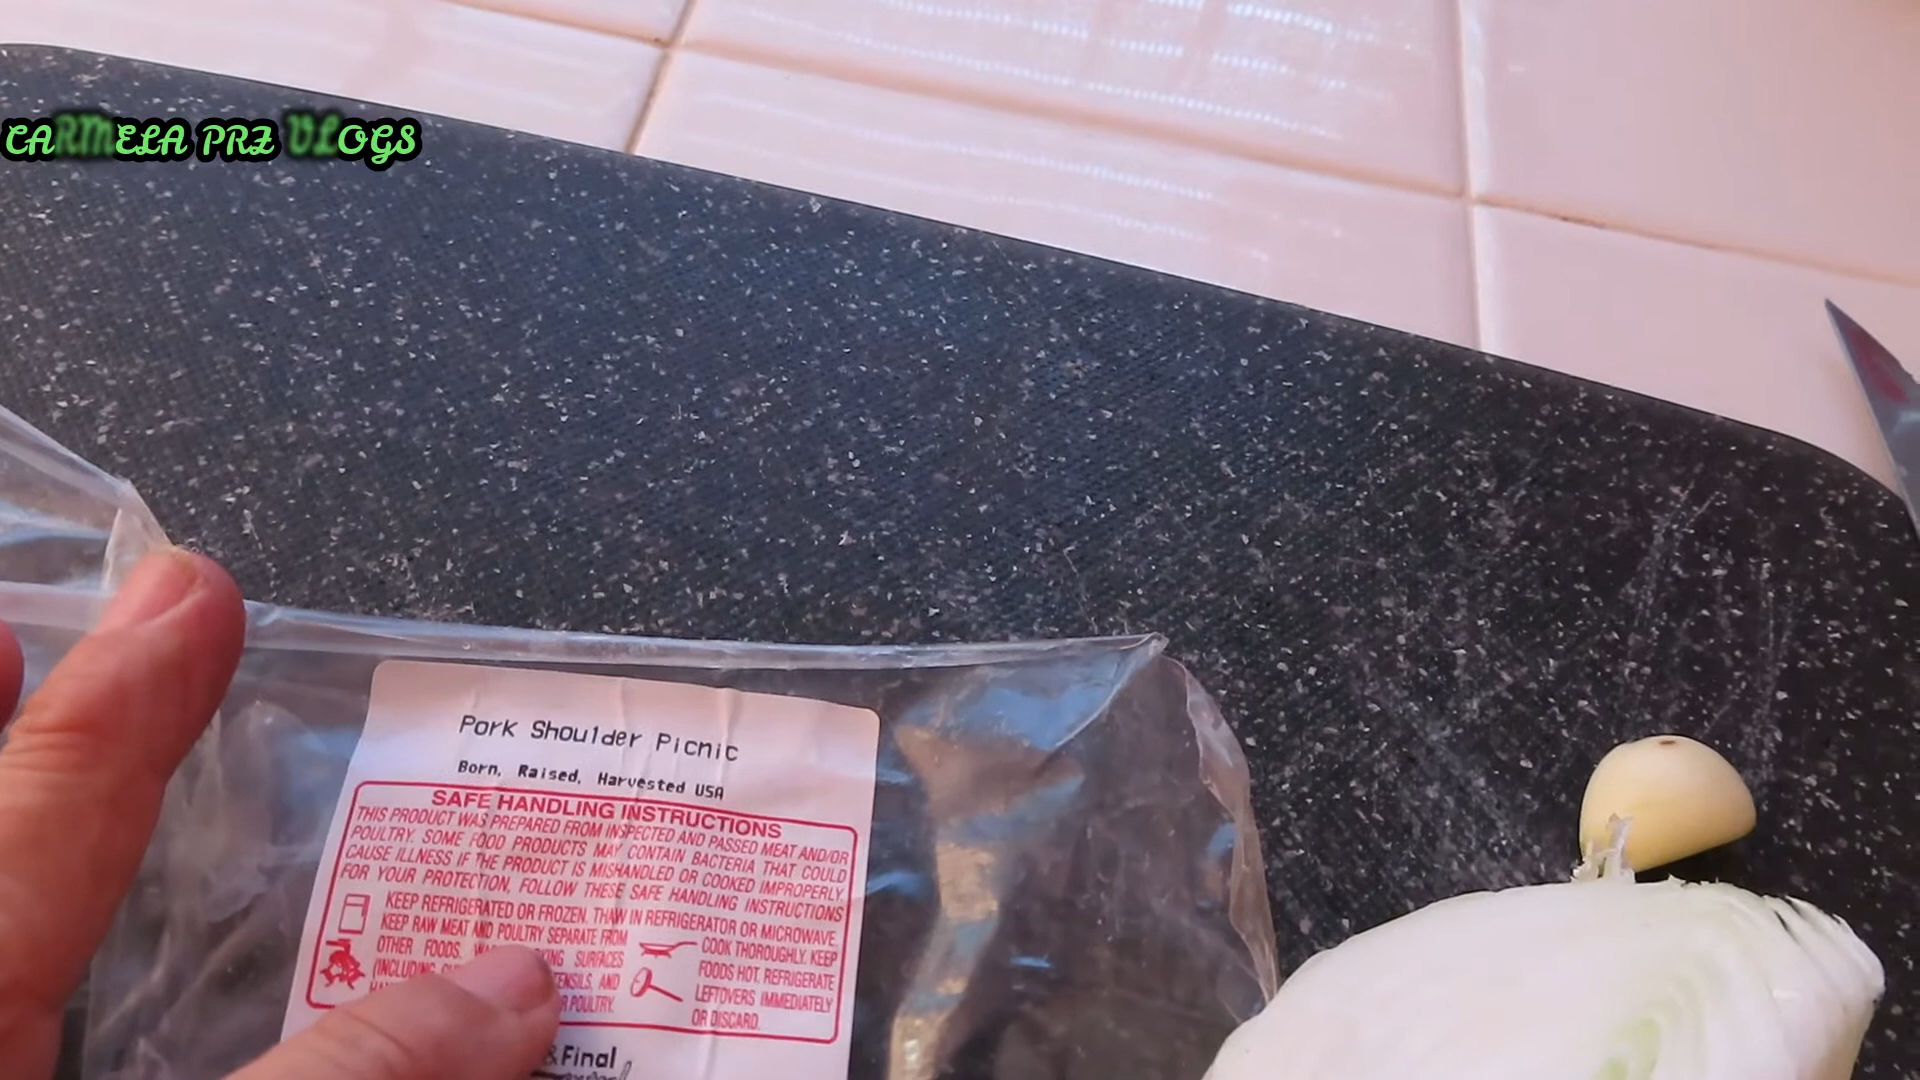 CARMELA PRZ VLOGS
Pork Shoulder Picnic
Born, Raised, Harvested USA
SAFE HANDLING INSTRUCTIONS
THIS PRODUCT WAS PREPARED FROM INSPECTED AND PASSED MEAT AND/OR
POULTRY. SOME FOOD PRODUCTS MAY CONTAIN BACTERIA THAT COULD
CAUSE ILLNESS IF THE PRODUCT IS MISHANDLED OR COOKED IMPROPERLY.
FOR YOUR PROTECTION, FOLLOW THESE SAFE HANDLING INSTRUCTIONS
KEEP REFRIGERATED OR FROZEN. THAW IN REFRIGERATOR OR MICROWAVE.
KEEP RAW MEAT AND POULTRY SEPARATE FROM
OTHER FOODS. SURFACES
(INCLUDING
AND
POULTRY.
COOK THOROUGHLY. KEEP
FOODS HOT. REFRIGERATE
LEFTOVERS IMMEDIATELY
OR DISCARD.
&Final